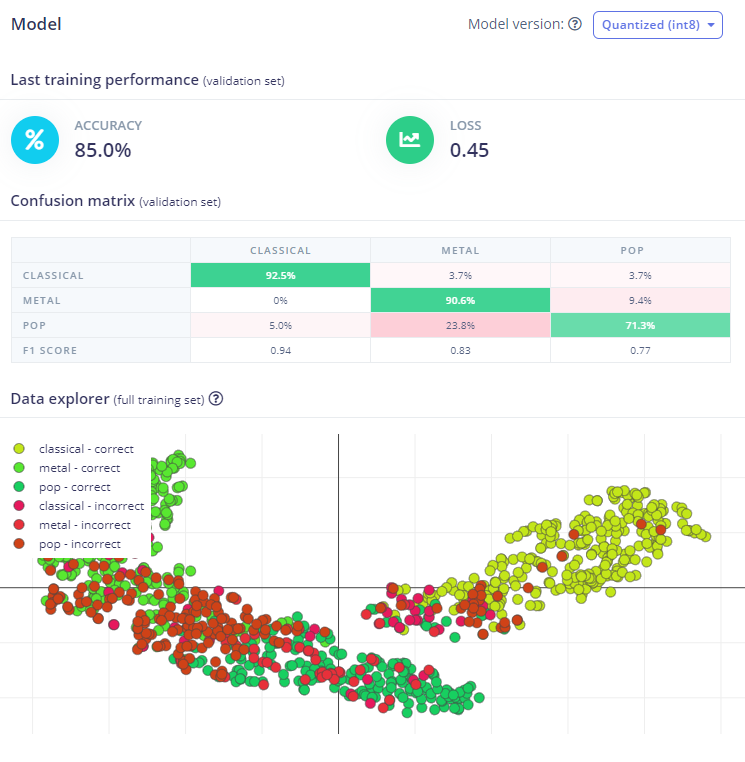 Model
Model version: Quantized (int8)
Last training performance (validation set)
ACCURACY
85.0%
LOSS
0.45
Confusion matrix (validation set)
CLASSICAL METAL POP
CLASSICAL 92.5% 3.7% 3.7%
METAL 0% 90.6% 9.4%
POP 5.0% 23.8% 71.3%
F1 SCORE 0.94 0.83 0.77
Data explorer (full training set)
classical - correct
metal - correct
pop - correct
classical - incorrect
metal - incorrect
pop - incorrect